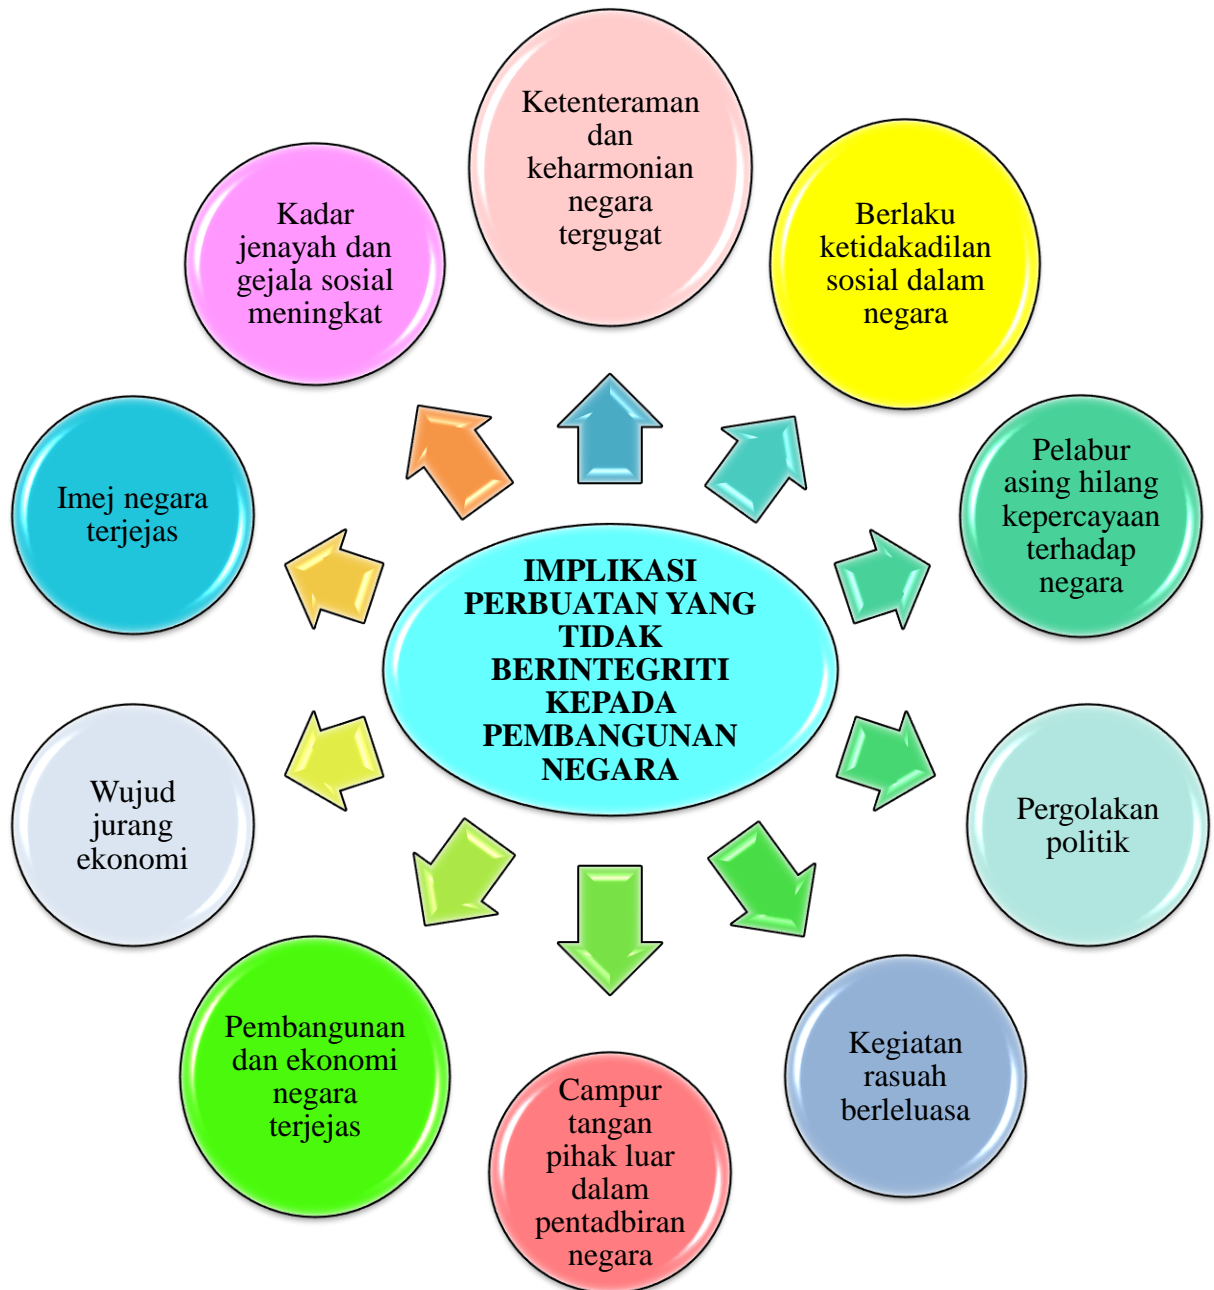 Ketenteraman
dan
keharmonian
negara
tergugat
Berlaku
ketidakadilan
sosial dalam
negara
Pelabur
asing hilang
kepercayaan
terhadap
negara
Pergolakan
politik
Kegiatan
rasuah
berleluasa
Campur
tangan
pihak luar
dalam
pentadbiran
negara
Pembangunan
dan ekonomi
negara
terjejas
Wujud
jurang
ekonomi
Imej negara
terjejas
Kadar
jenayah dan
gejala sosial
meningkat
IMPLIKASI
PERBUATAN YANG
TIDAK
BERINTEGRITI
KEPADA
PEMBANGUNAN
NEGARA